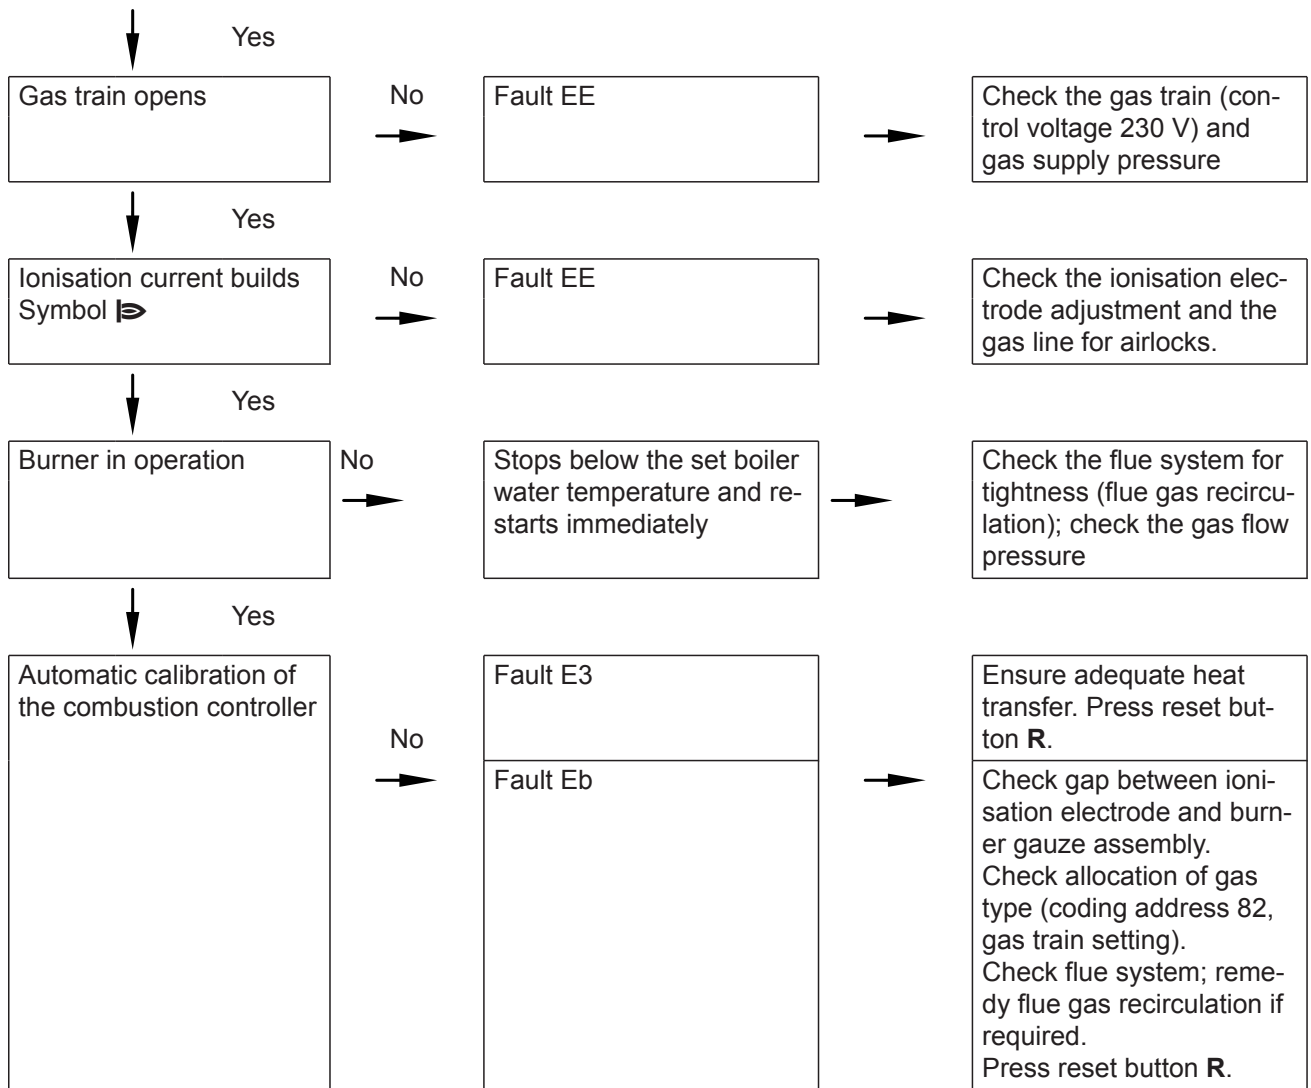 Yes
Gas train opens
No
Fault EE
Check the gas train (con-
trol voltage 230 V) and
gas supply pressure
Yes
Ionisation current builds
Symbol
No
Fault EE
Check the ionisation elec-
trode adjustment and the
gas line for airlocks.
Yes
Burner in operation
No
Stops below the set boiler
water temperature and re-
starts immediately
Check the flue system for
tightness (flue gas recircu-
lation); check the gas flow
pressure
Yes
Automatic calibration of
the combustion controller
No
Fault E3
Ensure adequate heat
transfer. Press reset but-
ton R.
Fault Eb
Check gap between ioni-
sation electrode and burn-
er gauze assembly.
Check allocation of gas
type (coding address 82,
gas train setting).
Check flue system; reme-
dy flue gas recirculation if
required.
Press reset button R.